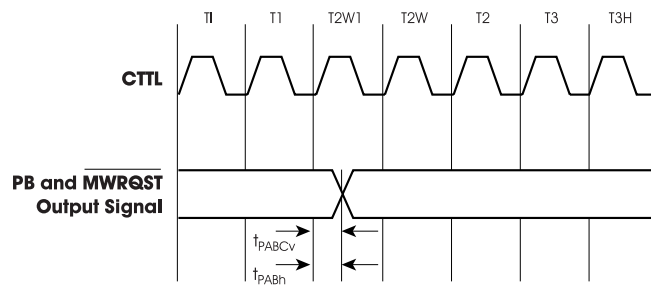 TI T1 T2W1 T2W T2 T3 T3H
CTTL
PB and MWRQST
Output Signal
tPABCv
tPABh